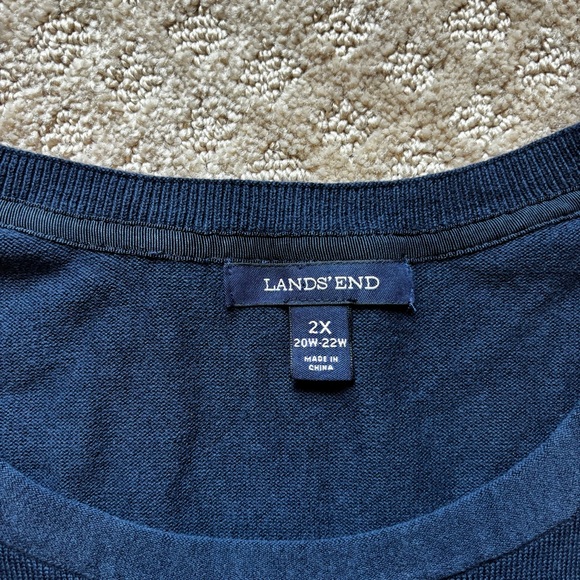 LANDS' END
2X
20W-22W
MADE IN
CHINA